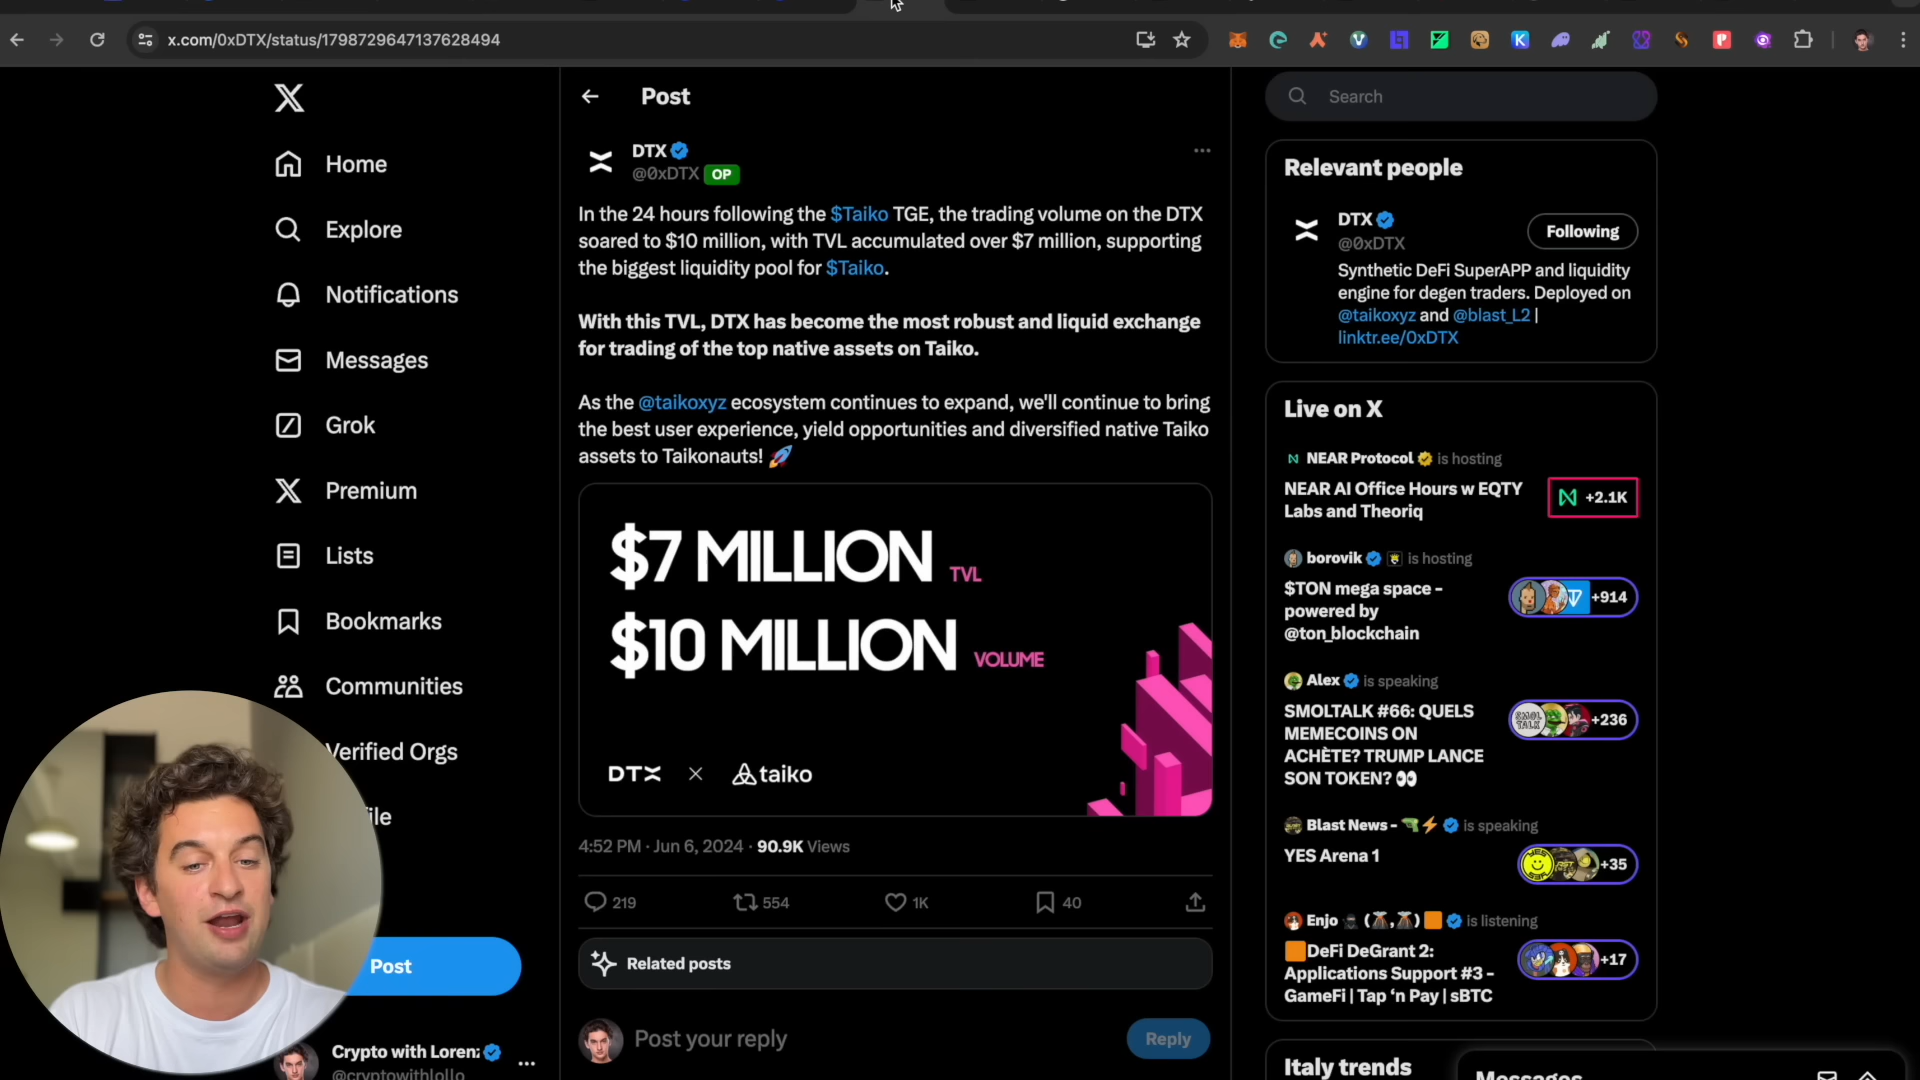 x.com/0xDTX/status/1798729647137628494
Home
Explore
Notifications
Messages
Grok
Premium
Lists
Bookmarks
Communities
Verified Orgs
Post
Crypto with Loren
@cryptowithlollo
Post
DTX
@0xDTX OP
In the 24 hours following the $Taiko TGE, the trading volume on the DTX
soared to $10 million, with TVL accumulated over $7 million, supporting
the biggest liquidity pool for $Taiko.
With this TVL, DTX has become the most robust and liquid exchange
for trading of the top native assets on Taiko.
As the @taikoxyz ecosystem continues to expand, we'll continue to bring
the best user experience, yield opportunities and diversified native Taiko
assets to Taikonauts! 🚀
$7 MILLION TVL
$10 MILLION VOLUME
DTX × taiko
4:52 PM · Jun 6, 2024 · 90.9K Views
219
554
1K
40
Related posts
Post your reply
Reply
Search
Relevant people
DTX
@0xDTX
Following
Synthetic DeFi SuperAPP and liquidity
engine for degen traders. Deployed on
@taikoxyz and @blast_L2 |
linktr.ee/0xDTX
Live on X
NEAR Protocol is hosting
NEAR AI Office Hours w EQTY
Labs and Theoriq
+2.1K
borovik is hosting
$TON mega space -
powered by
@ton_blockchain
+914
Alex is speaking
SMOLTALK #66: QUELS
MEMECOINS ON
ACHÈTE? TRUMP LANCE
SON TOKEN? 👀
+236
Blast News - 🔫⚡ is speaking
YES Arena 1
+35
Enjo (🌋,🌋) 🟧 is listening
🟧DeFi DeGrant 2:
Applications Support #3 -
GameFi | Tap 'n Pay | sBTC
+17
Italy trends
Messages